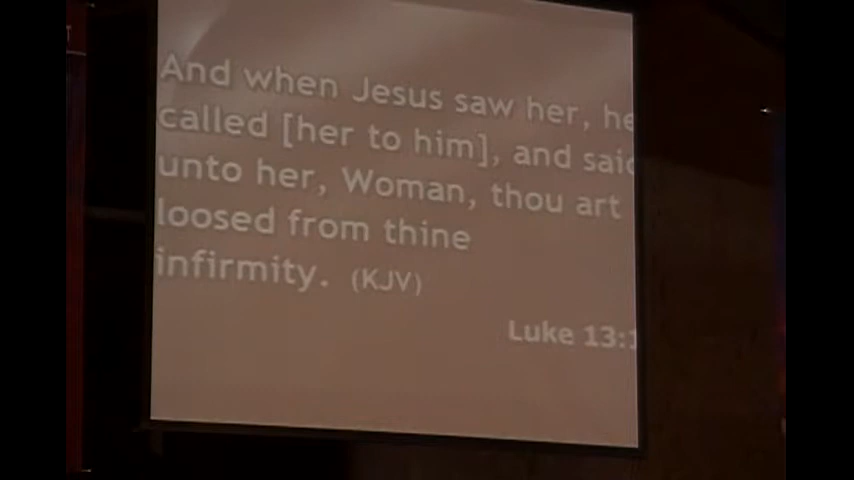 And when Jesus saw her, he
called [her to him], and said
unto her, Woman, thou art
loosed from thine
infirmity. (KJV)
Luke 13:1